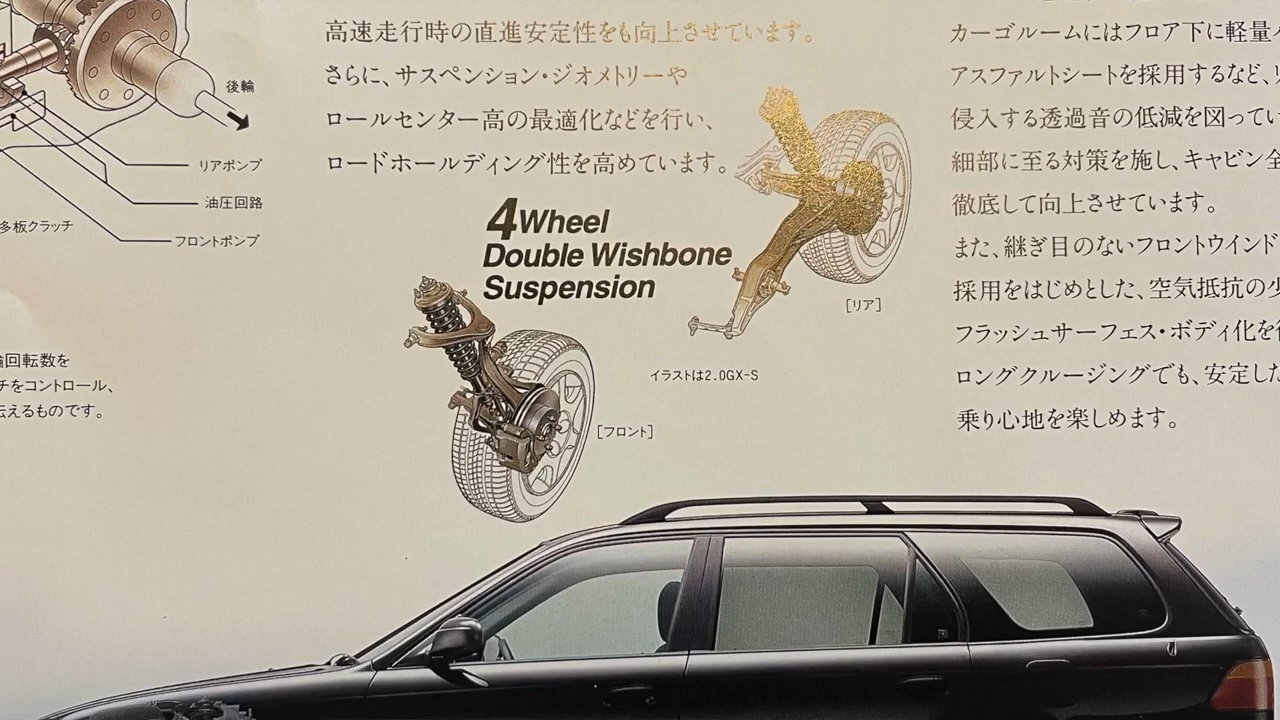 後輪
リアポンプ
油圧回路
多板クラッチ
フロントポンプ
輪回転数を
チをコントロール、
伝えるものです。
高速走行時の直進安定性をも向上させています。
さらに、サスペンション・ジオメトリーや
ロールセンター高の最適化などを行い、
ロードホールディング性を高めています。
4Wheel
Double Wishbone
Suspension
[リア]
イラストは2.0GX-S
[フロント]
カーゴルームにはフロア下に軽量
アスファルトシートを採用するなど、
侵入する透過音の低減を図ってい
細部に至る対策を施し、キャビン全
徹底して向上させています。
また、継ぎ目のないフロントウインド
採用をはじめとした、空気抵抗の少
フラッシュサーフェス・ボディ化を
ロングクルージングでも、安定した
乗り心地を楽しめます。